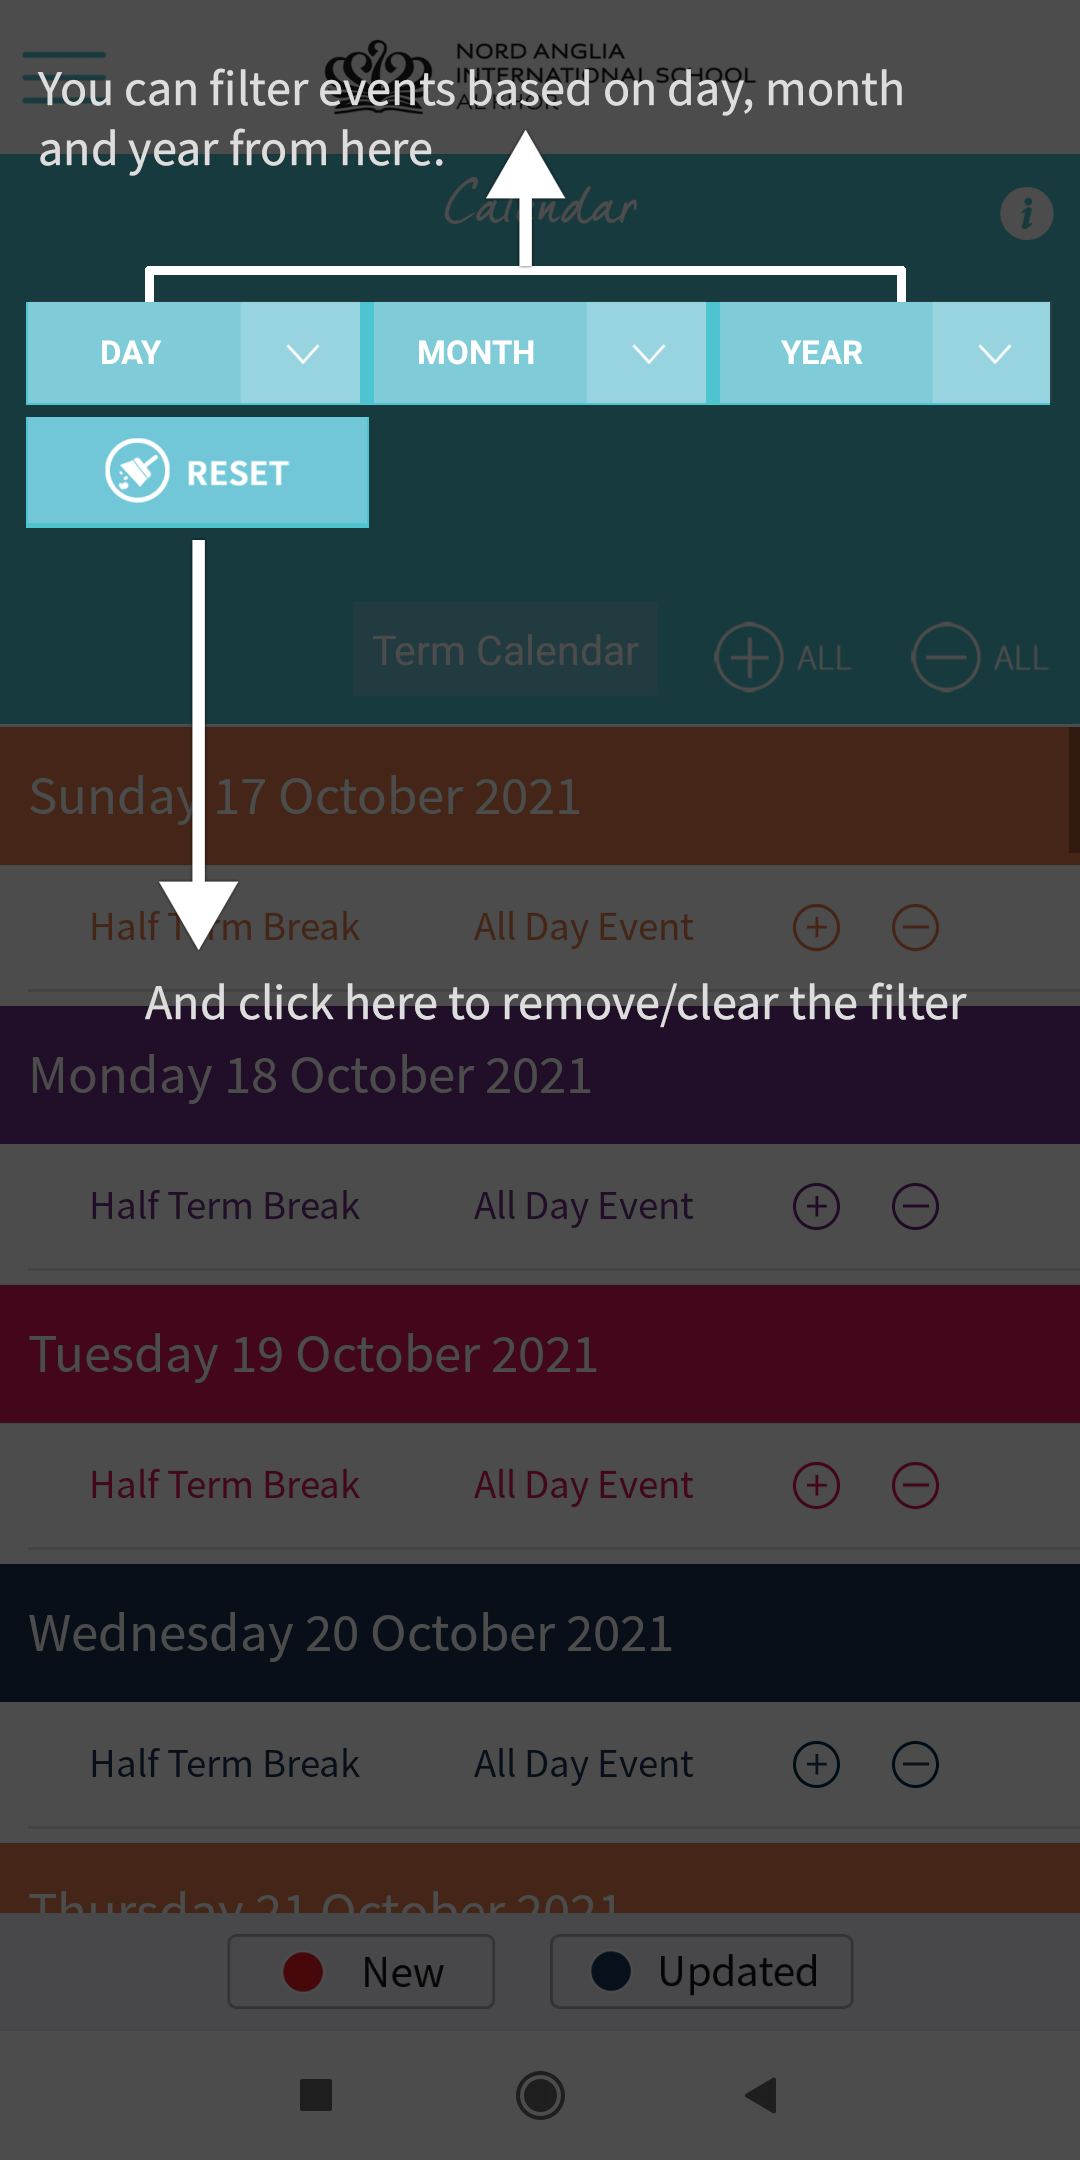 NORD ANGLIA
INTERNATIONAL SCHOOL
AL KHOR
You can filter events based on day, month
and year from here.
Calendar
i
DAY
MONTH
YEAR
RESET
Term Calendar
ALL
ALL
Sunday 17 October 2021
Half Term Break All Day Event
And click here to remove/clear the filter
Monday 18 October 2021
Half Term Break All Day Event
Tuesday 19 October 2021
Half Term Break All Day Event
Wednesday 20 October 2021
Half Term Break All Day Event
Thursday 21 October 2021
New
Updated